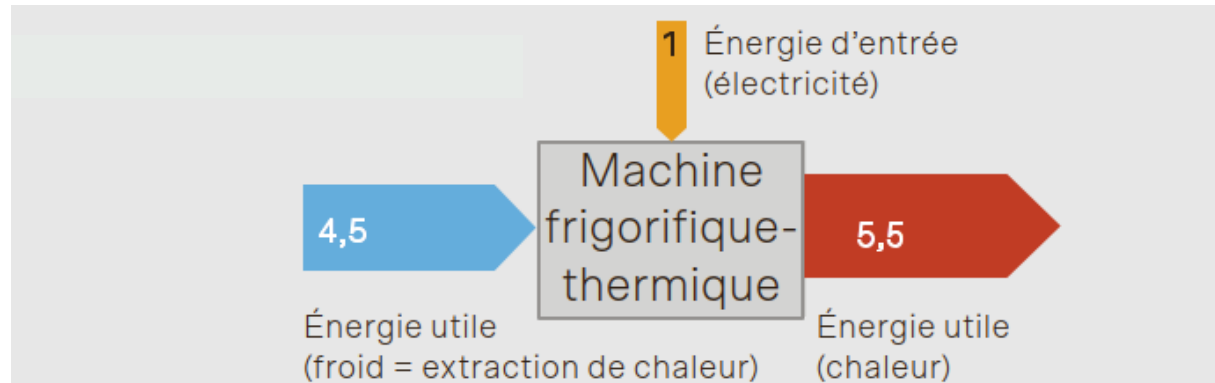 1
Énergie d'entrée
(électricité)
Machine
frigorifique-
thermique
4,5
5,5
Énergie utile
(froid = extraction de chaleur)
Énergie utile
(chaleur)